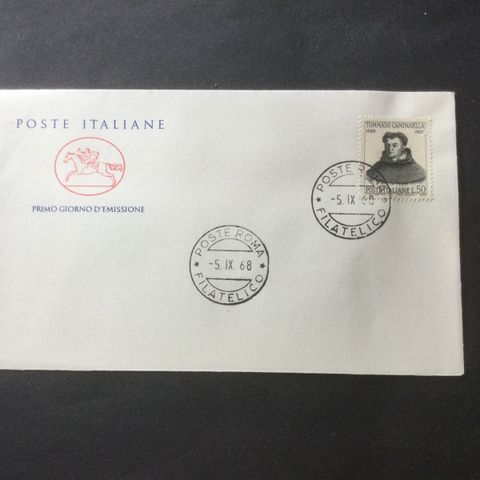 POSTE ITALIANE
PRIMO GIORNO D'EMISSIONE
TOMMASO CAMPANELLA
1568
POSTE ITALIANE L. 50
POSTE ROMA
-5. IX 68
FILATELICO
POSTE ROMA
-5. IX 68
FILATELICO